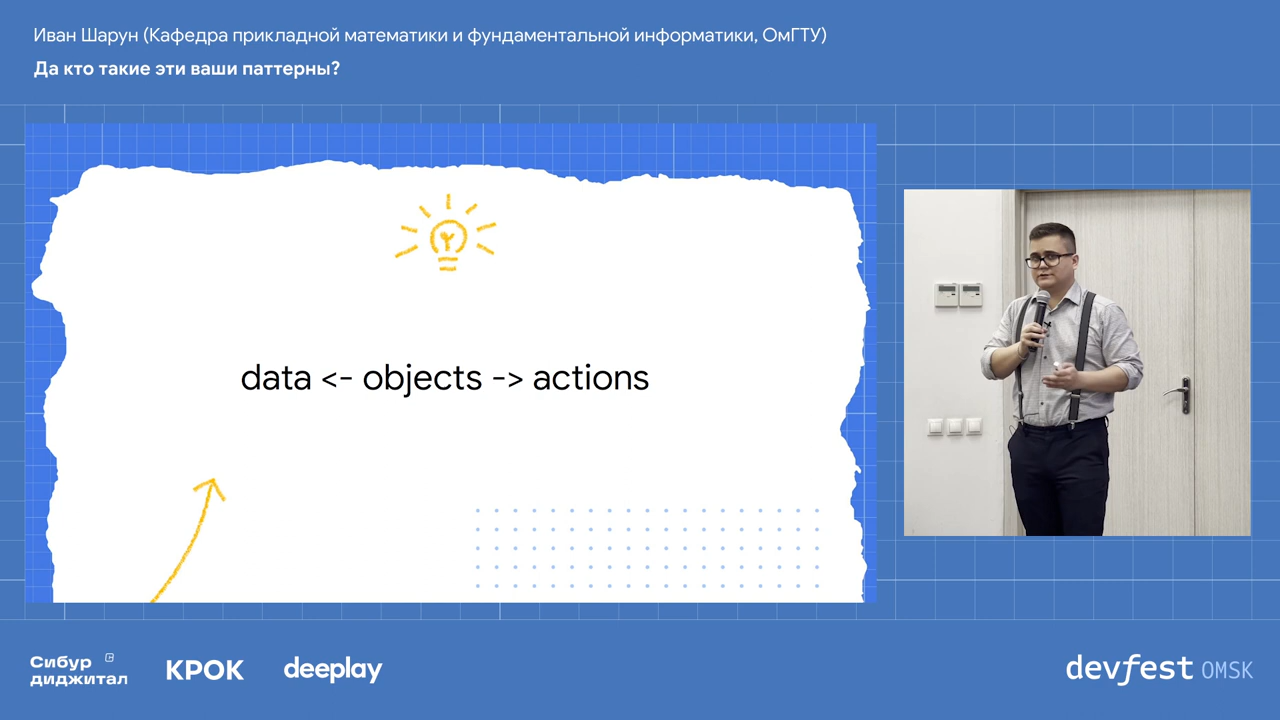 Иван Шарун (Кафедра прикладной математики и фундаментальной информатики, ОмГТУ)
Да кто такие эти ваши паттерны?
data <- objects -> actions
Сибур
диджитал
КРОК
deeplay
devfest OMSK